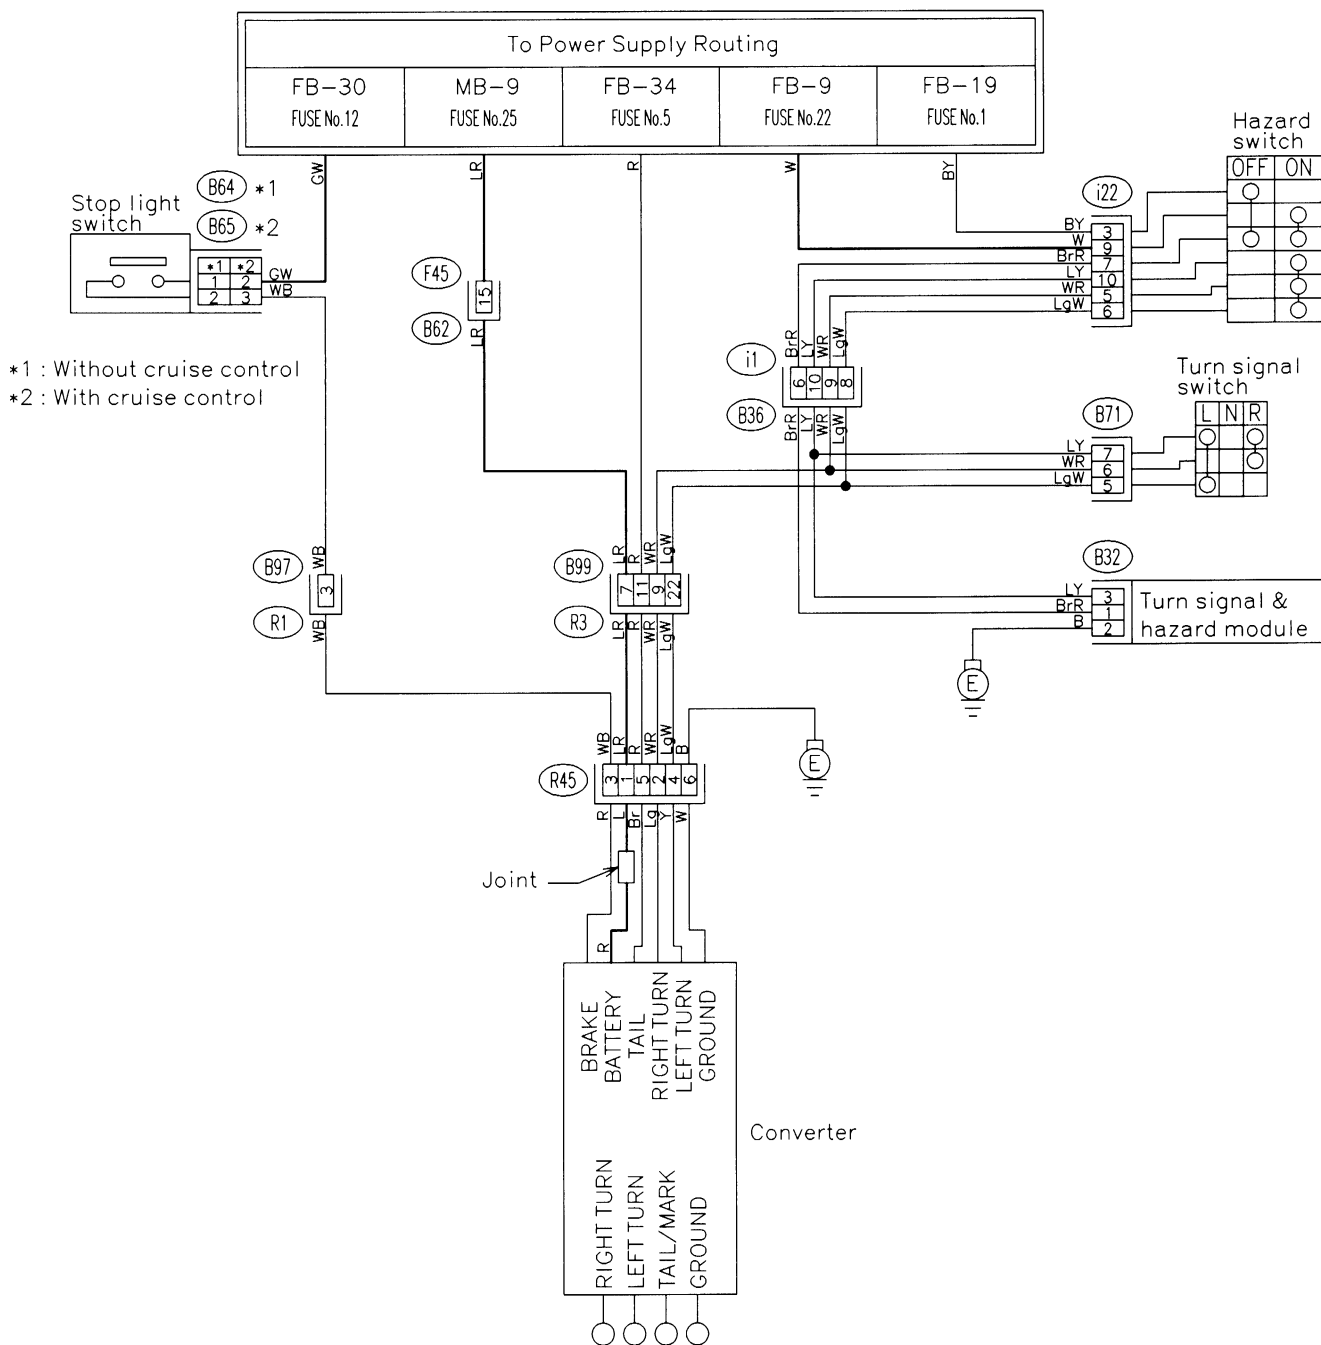 To Power Supply Routing
FB-30 MB-9 FB-34 FB-9 FB-19
FUSE No.12 FUSE No.25 FUSE No.5 FUSE No.22 FUSE No.1
GW LR R W BY
Hazard
switch
OFF ON
i22
BY 3
W 9
BrR 7
LY 10
WR 5
LgW 6
B64 *1
B65 *2
Stop light
switch
*1 *2
1 2 GW
2 3 WB
F45
15
B62
LR
*1 : Without cruise control
*2 : With cruise control
BrR LY WR LgW
i1
6 10 9 8
B36
BrR LY WR LgW
Turn signal
switch
L N R
B71
LY 7
WR 6
LgW 5
B97
WB
3
R1
WB
B99
LR R WR LgW
7 11 9 22
R3
LR R WR LgW
B32
LY 3
BrR 1
B 2
Turn signal &
hazard module
E
WB LR R WR LgW B
R45
3 1 5 2 4 6
R L Br Lg Y W
E
Joint
R
BRAKE
BATTERY
TAIL
RIGHT TURN
LEFT TURN
GROUND
Converter
RIGHT TURN
LEFT TURN
TAIL/MARK
GROUND